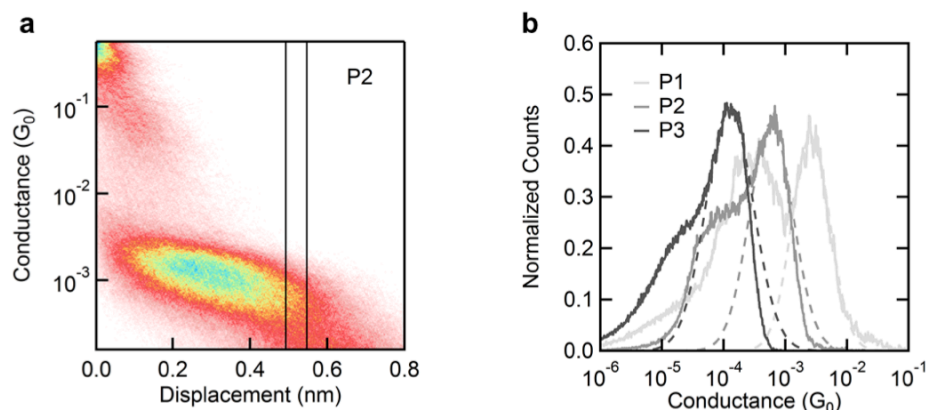 a
P2
Conductance (G₀)
10⁻¹
10⁻²
10⁻³
0.0 0.2 0.4 0.6 0.8
Displacement (nm)
b
Normalized Counts
0.6
0.5
0.4
0.3
0.2
0.1
0.0
P1
P2
P3
10⁻⁶ 10⁻⁵ 10⁻⁴ 10⁻³ 10⁻² 10⁻¹
Conductance (G₀)